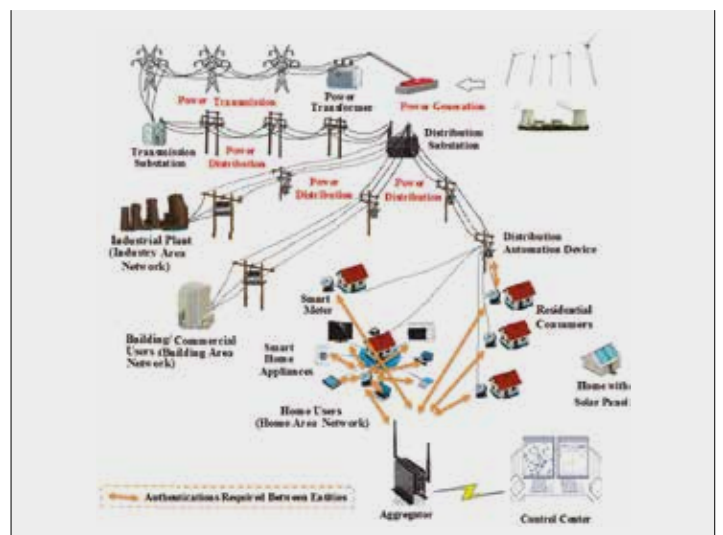 Power Transmission
Power
Transformer
Power Generation
Transmission
Substation
Power
Distribution
Distribution
Substation
Power
Distribution
Power
Distribution
Industrial Plant
(Industry Area
Network)
Distribution
Automation Device
Smart
Meter
Residential
Consumers
Building/ Commercial
Users (Building Area
Network)
Smart
Home
Appliances
Home with
Solar Panel
Home Users
(Home Area Network)
Authentications Required Between Entities
Aggregator
Control Center